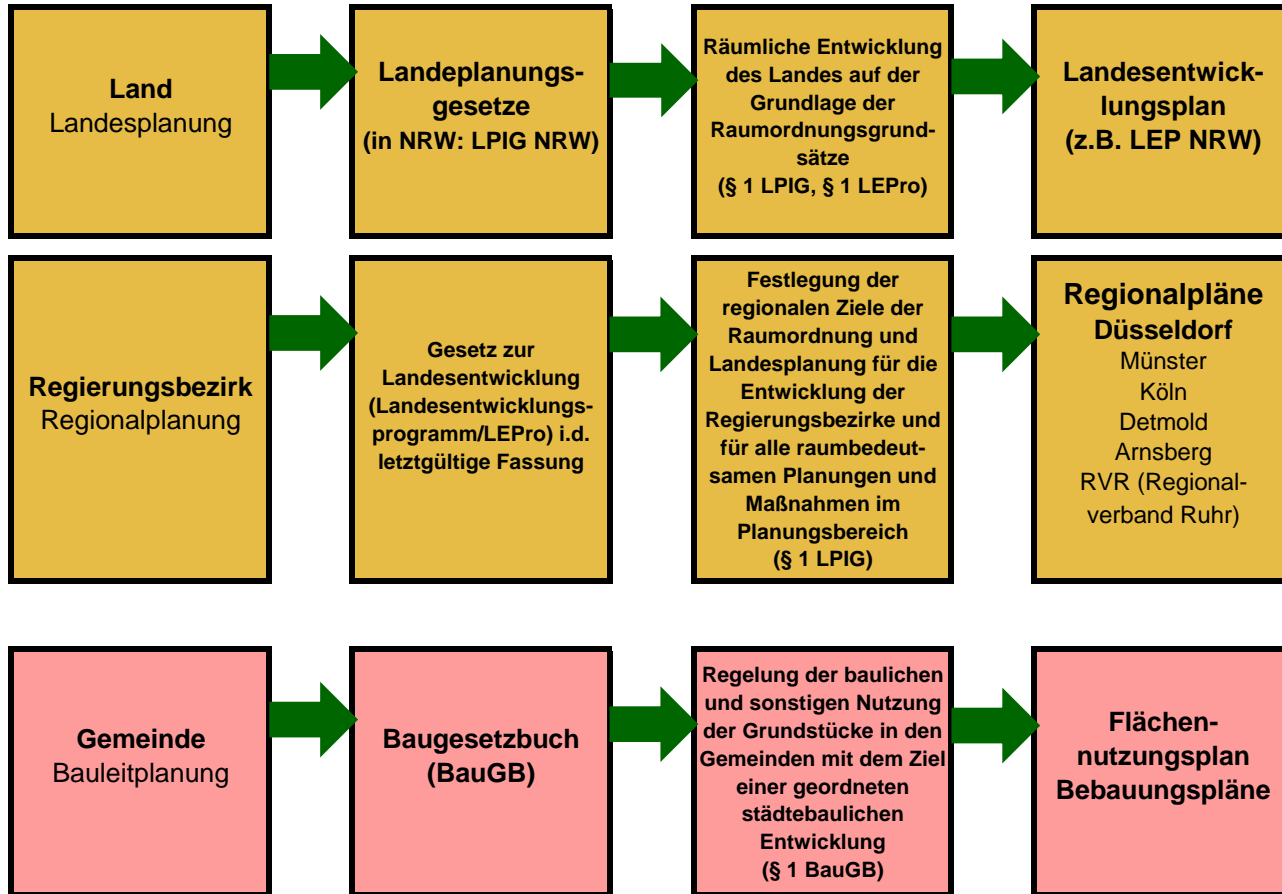 Land
Landesplanung
Landeplanungs-
gesetze
(in NRW: LPIG NRW)
Räumliche Entwicklung
des Landes auf der
Grundlage der
Raumordnungsgrund-
sätze
(§ 1 LPIG, § 1 LEPro)
Landesentwick-
lungsplan
(z.B. LEP NRW)
Regierungsbezirk
Regionalplanung
Gesetz zur
Landesentwicklung
(Landesentwicklungs-
programm/LEPro) i.d.
letztgültige Fassung
Festlegung der
regionalen Ziele der
Raumordnung und
Landesplanung für die
Entwicklung der
Regierungsbezirke und
für alle raumbedeut-
samen Planungen und
Maßnahmen im
Planungsbereich
(§ 1 LPIG)
Regionalpläne
Düsseldorf
Münster
Köln
Detmold
Arnsberg
RVR (Regional-
verband Ruhr)
Gemeinde
Bauleitplanung
Baugesetzbuch
(BauGB)
Regelung der baulichen
und sonstigen Nutzung
der Grundstücke in den
Gemeinden mit dem Ziel
einer geordneten
städtebaulichen
Entwicklung
(§ 1 BauGB)
Flächen-
nutzungsplan
Bebauungspläne